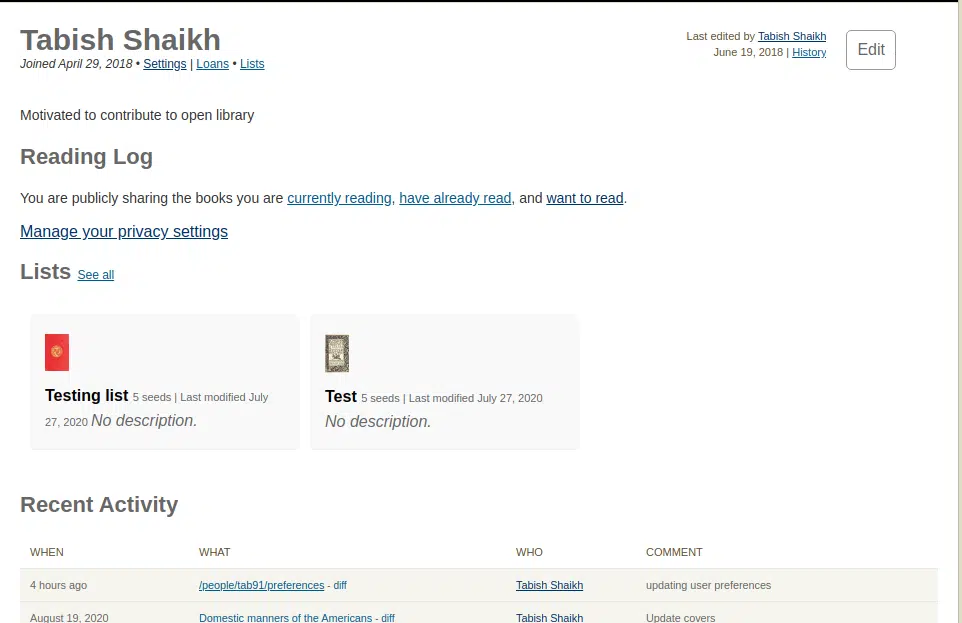 Tabish Shaikh
Joined April 29, 2018 • Settings | Loans • Lists
Last edited by Tabish Shaikh
June 19, 2018 | History
Edit
Motivated to contribute to open library
Reading Log
You are publicly sharing the books you are currently reading, have already read, and want to read.
Manage your privacy settings
Lists See all
Testing list 5 seeds | Last modified July
27, 2020 No description.
Test 5 seeds | Last modified July 27, 2020
No description.
Recent Activity
WHEN WHAT WHO COMMENT
4 hours ago /people/tab91/preferences - diff Tabish Shaikh updating user preferences
August 19, 2020 Domestic manners of the Americans - diff Tabish Shaikh Update covers